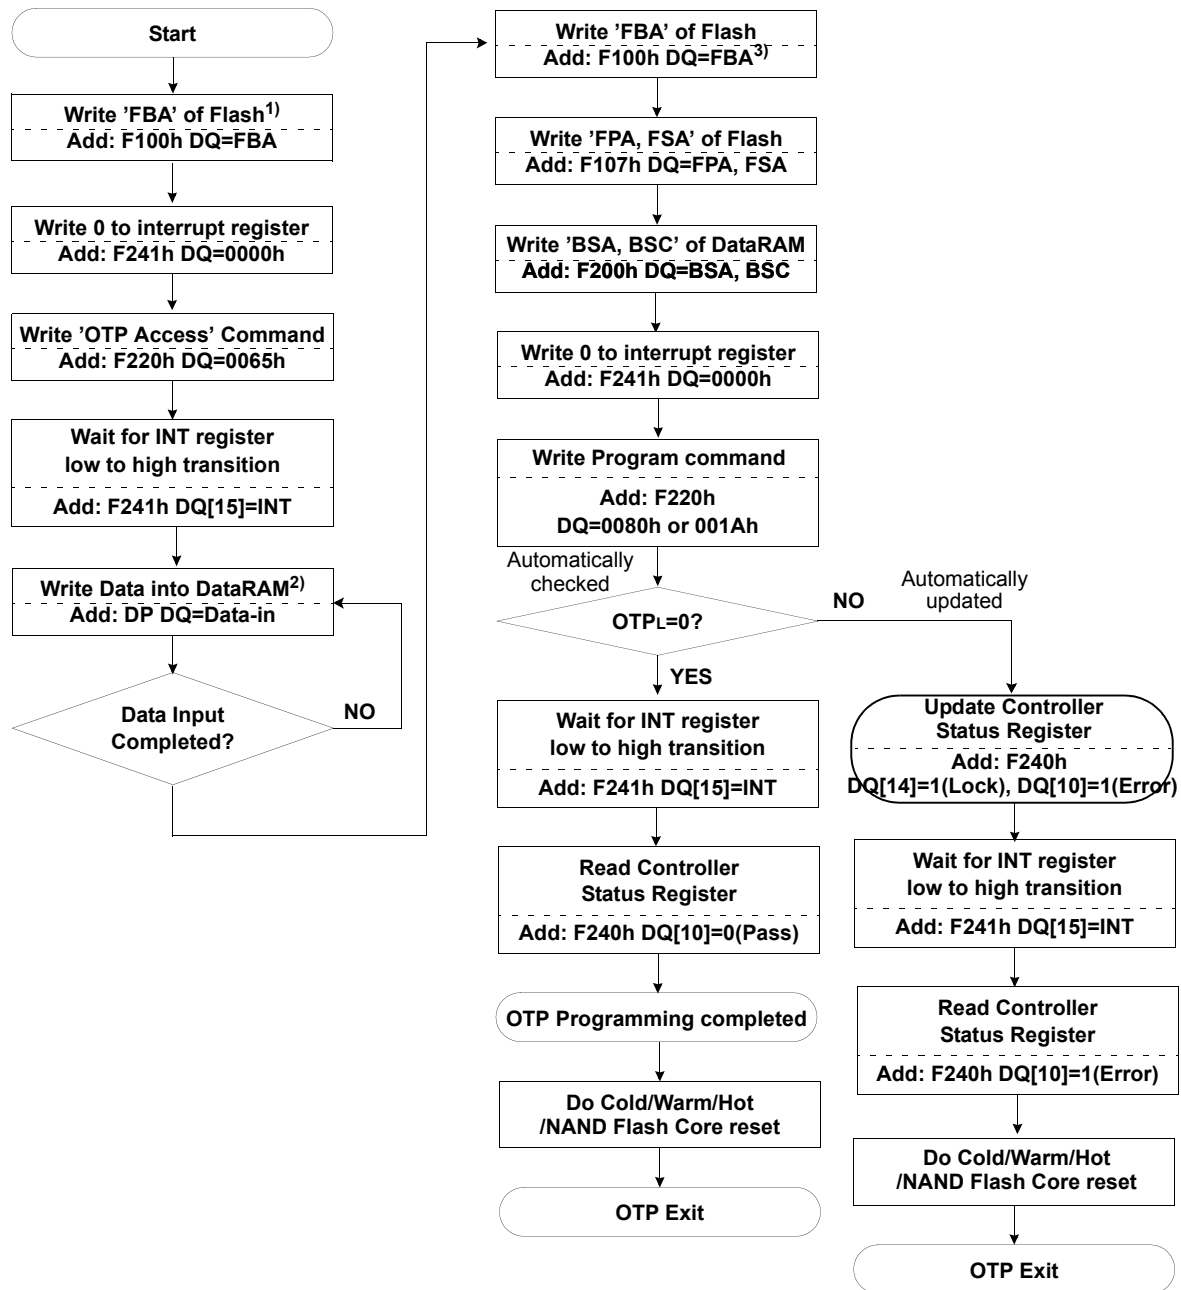 Start
Write ’FBA’ of Flash1)
Add: F100h DQ=FBA
Write 0 to interrupt register
Add: F241h DQ=0000h
Write ’OTP Access’ Command
Add: F220h DQ=0065h
Wait for INT register
low to high transition
Add: F241h DQ[15]=INT
Write Data into DataRAM2)
Add: DP DQ=Data-in
Data Input
Completed?
NO
Write ’FBA’ of Flash
Add: F100h DQ=FBA3)
Write ’FPA, FSA’ of Flash
Add: F107h DQ=FPA, FSA
Write ’BSA, BSC’ of DataRAM
Add: F200h DQ=BSA, BSC
Write 0 to interrupt register
Add: F241h DQ=0000h
Write Program command
Add: F220h
DQ=0080h or 001Ah
Automatically
checked
OTPL=0?
YES
Wait for INT register
low to high transition
Add: F241h DQ[15]=INT
Read Controller
Status Register
Add: F240h DQ[10]=0(Pass)
OTP Programming completed
Do Cold/Warm/Hot
/NAND Flash Core reset
OTP Exit
NO
Automatically
updated
Update Controller
Status Register
Add: F240h
DQ[14]=1(Lock), DQ[10]=1(Error)
Wait for INT register
low to high transition
Add: F241h DQ[15]=INT
Read Controller
Status Register
Add: F240h DQ[10]=1(Error)
Do Cold/Warm/Hot
/NAND Flash Core reset
OTP Exit